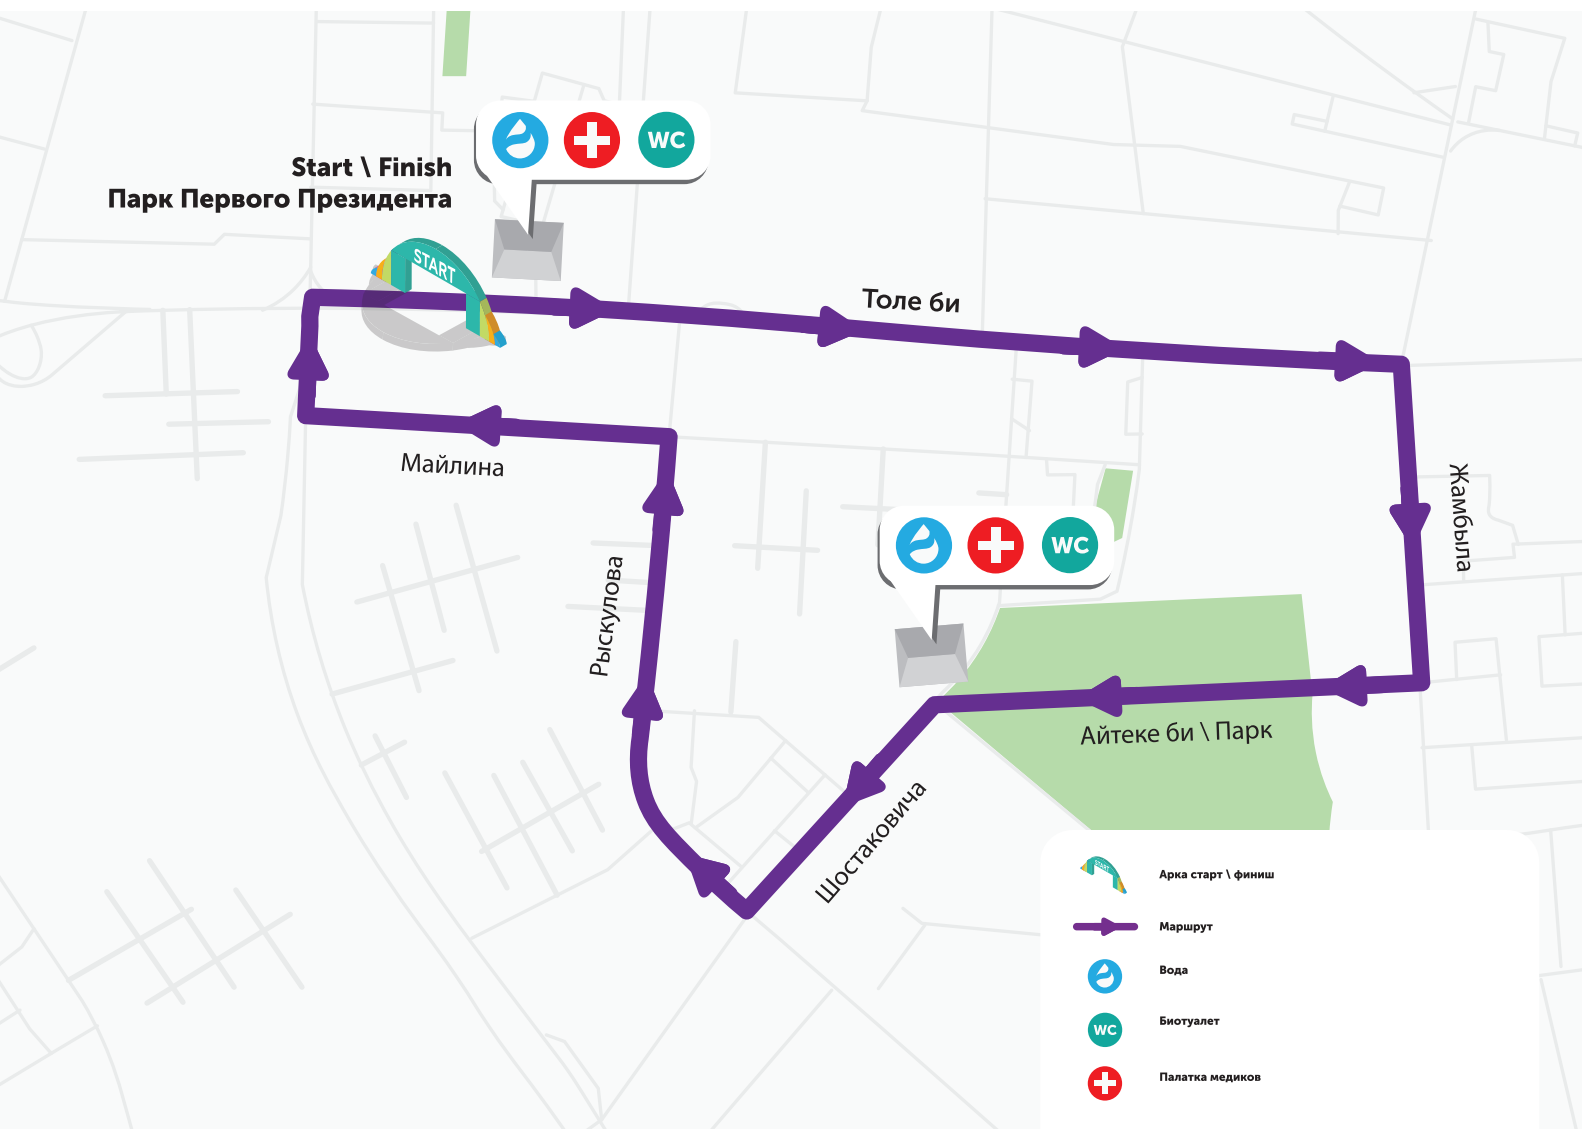 WC
Start \ Finish
Парк Первого Президента
START
Толе би
Майлина
Жамбыла
WC
Рыскулова
Айтеке би \ Парк
Шостаковича
START
Арка старт \ финиш
Маршрут
Вода
WC
Биотуалет
Палатка медиков